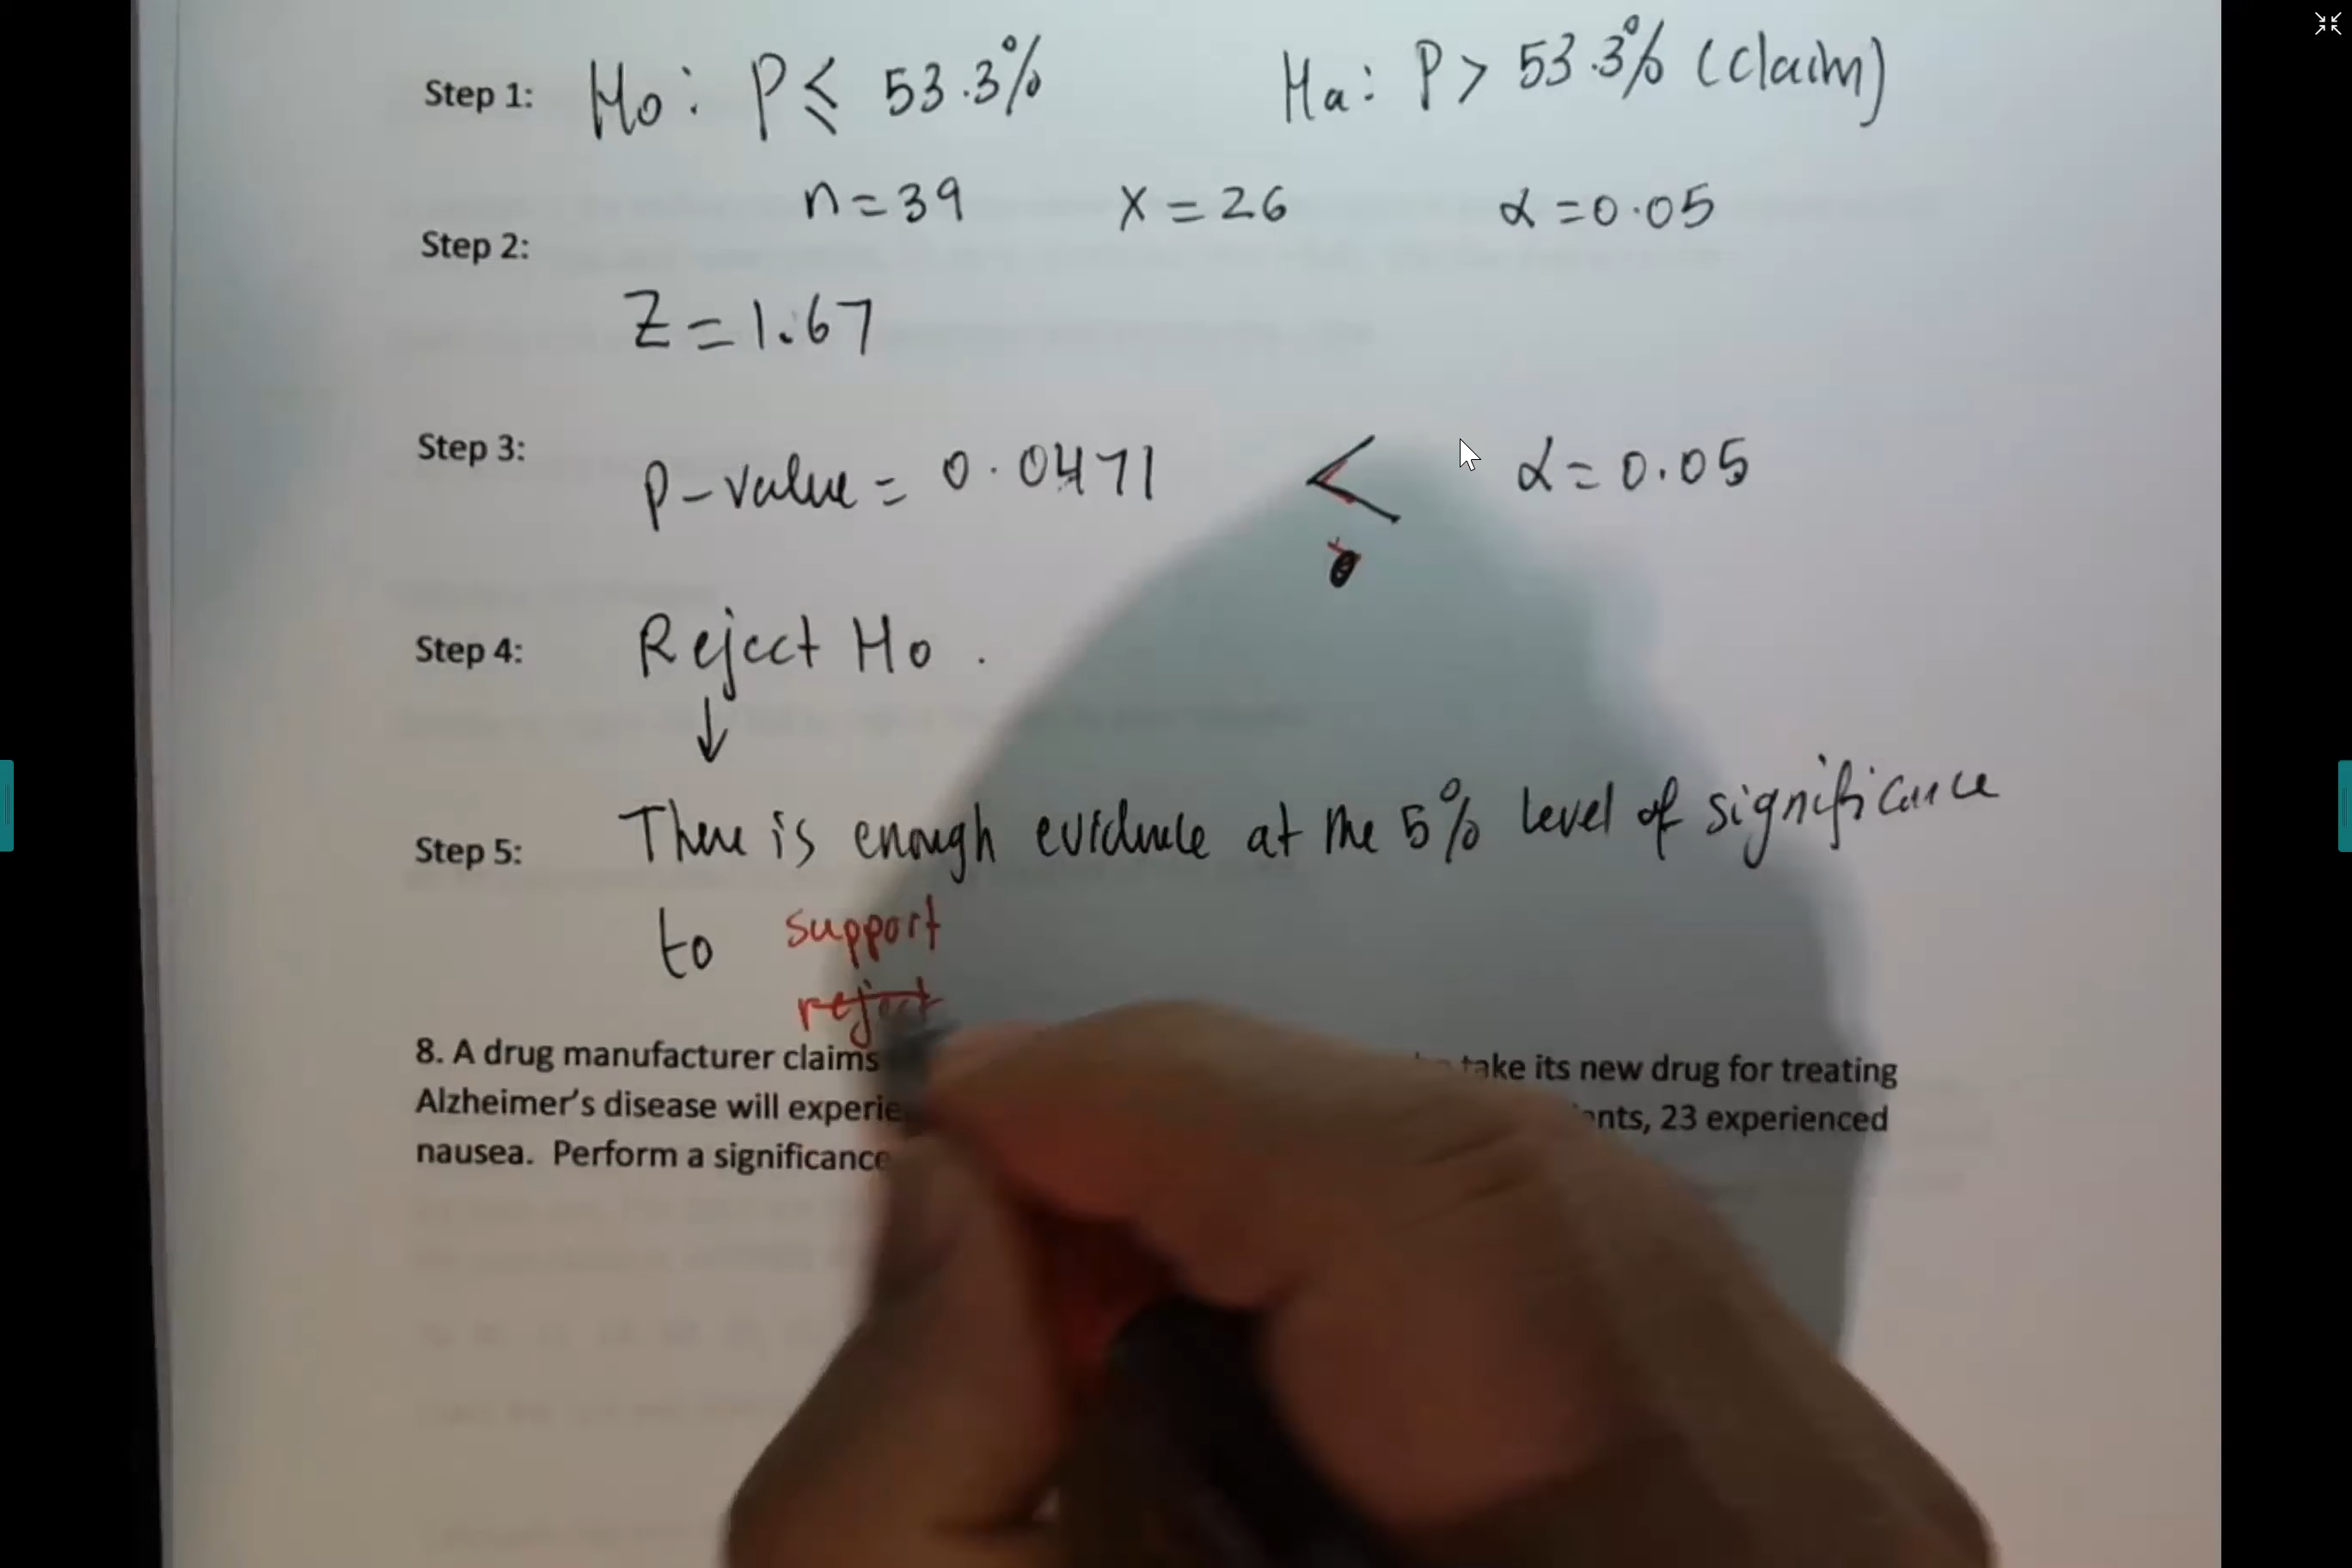 Step 1: Ho: P ≤ 53.3% Ha: P > 53.3% (claim)
n=39 x=26 α=0.05
Step 2:
Z=1.67
Step 3: P-value = 0.0471 < α=0.05
Step 4: Reject Ho.
↓
Step 5: There is enough evidence at the 5% level of significance
to support
reject
8. A drug manufacturer claims take its new drug for treating
Alzheimer's disease will 23 experienced
nausea. Perform a significance